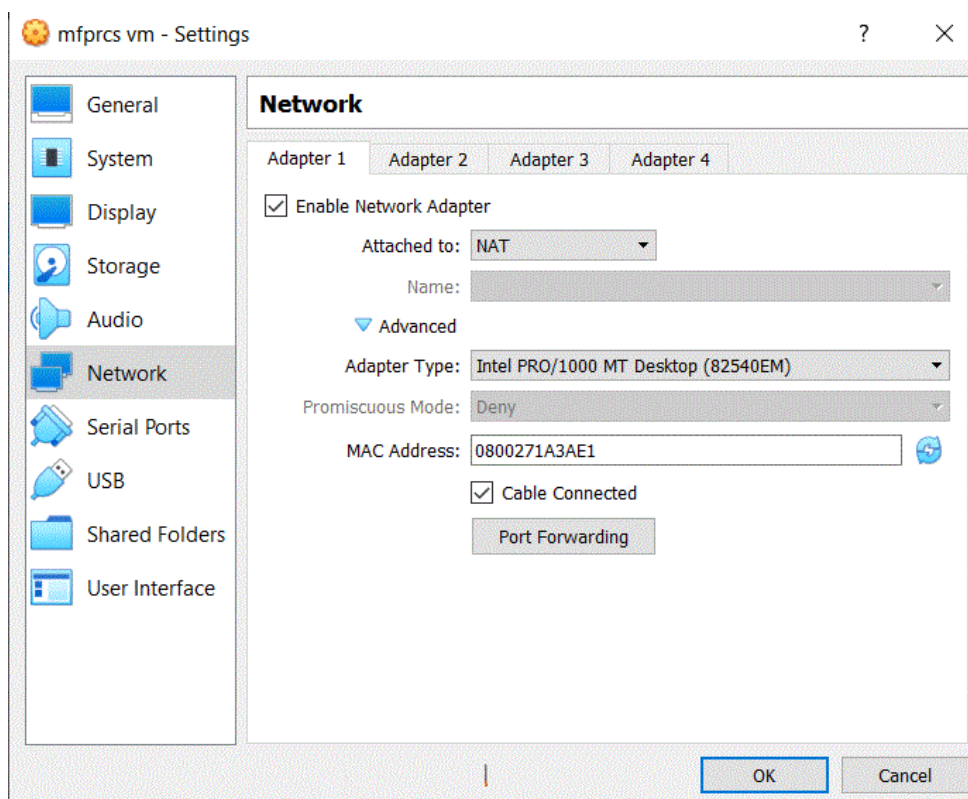 mfprcs vm - Settings
General
System
Display
Storage
Audio
Network
Serial Ports
USB
Shared Folders
User Interface
Network
Adapter 1 Adapter 2 Adapter 3 Adapter 4
Enable Network Adapter
Attached to: NAT
Name:
Advanced
Adapter Type: Intel PRO/1000 MT Desktop (82540EM)
Promiscuous Mode: Deny
MAC Address: 0800271A3AE1
Cable Connected
Port Forwarding
OK Cancel